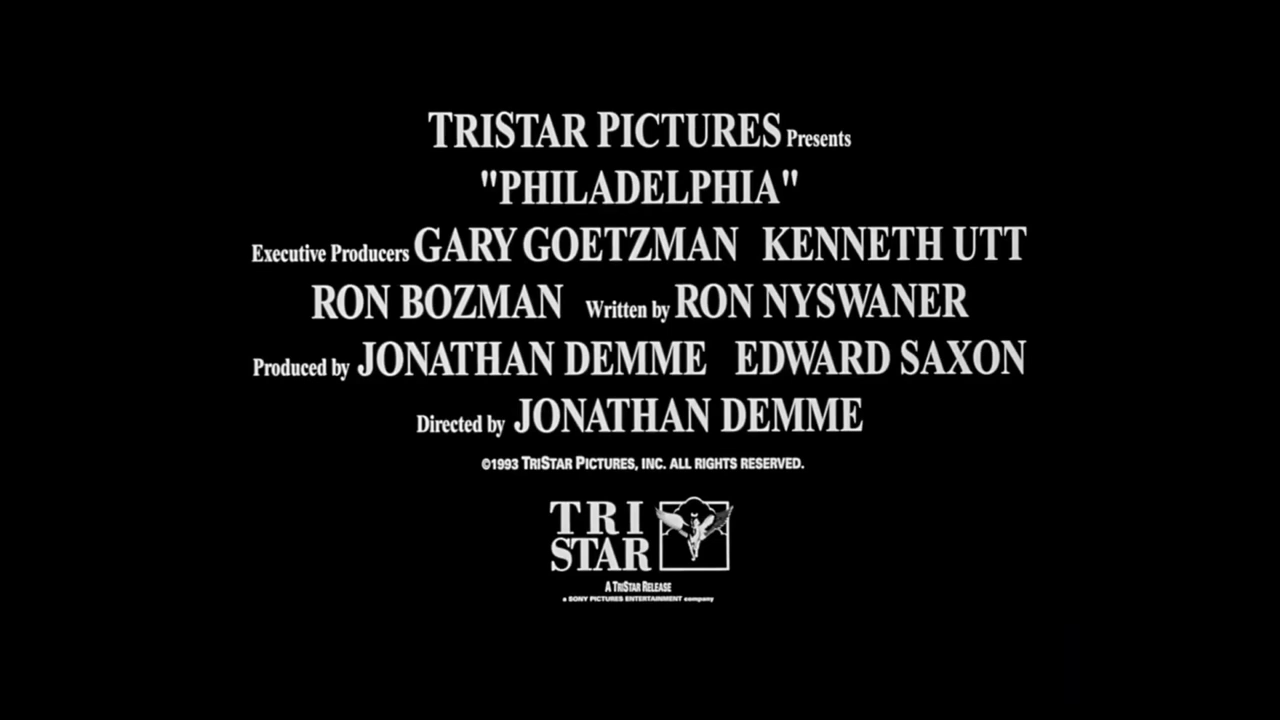 TRISTAR PICTURES Presents
"PHILADELPHIA"
Executive Producers GARY GOETZMAN KENNETH UTT
RON BOZMAN Written by RON NYSWANER
Produced by JONATHAN DEMME EDWARD SAXON
Directed by JONATHAN DEMME
©1993 TRISTAR PICTURES, INC. ALL RIGHTS RESERVED.
TRI
STAR
A TRISTAR RELEASE
a SONY PICTURES ENTERTAINMENT company